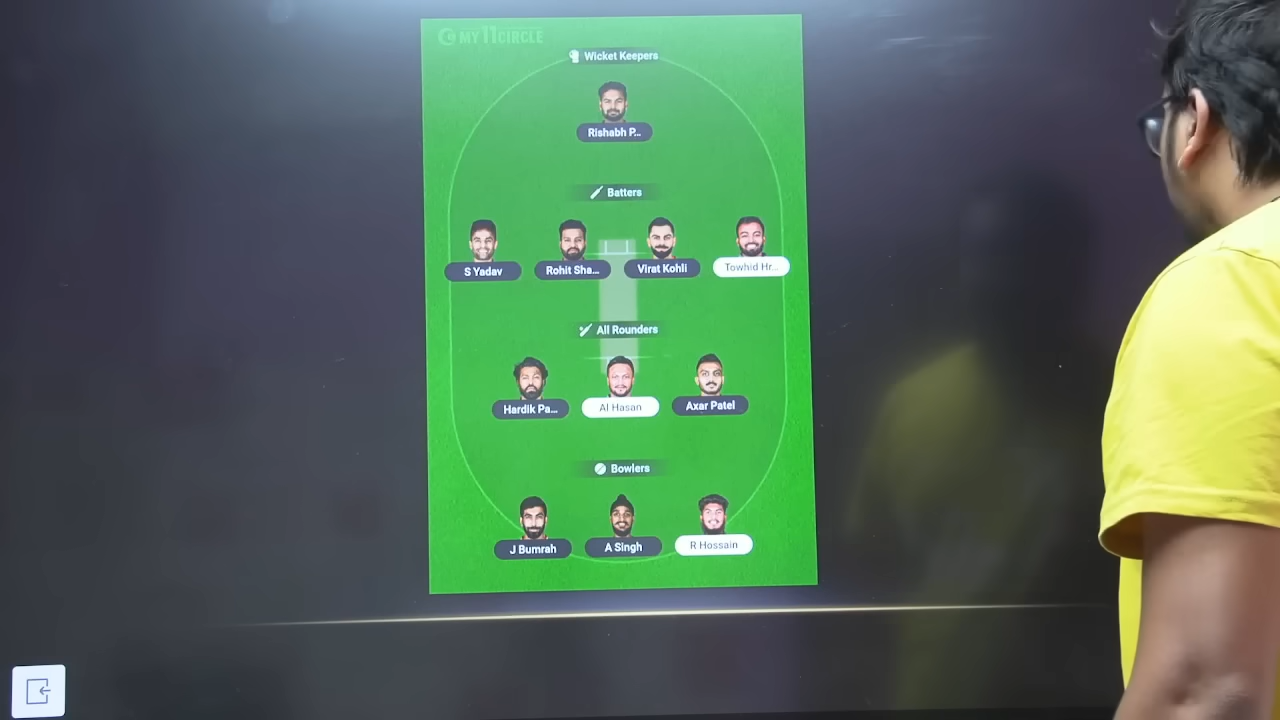 MY11CIRCLE
Wicket Keepers
Rishabh P...
Batters
S Yadav
Rohit Sha...
Virat Kohli
Towhid Hr...
All Rounders
Hardik Pa...
Al Hasan
Axar Patel
Bowlers
J Bumrah
A Singh
R Hossain